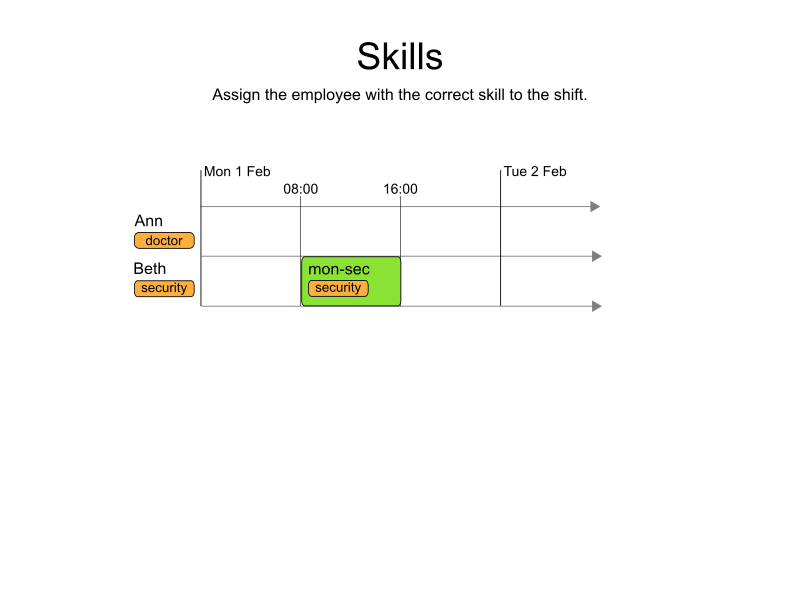 Skills
Assign the employee with the correct skill to the shift.
Mon 1 Feb
Tue 2 Feb
08:00
16:00
Ann
doctor
Beth
security
mon-sec
security